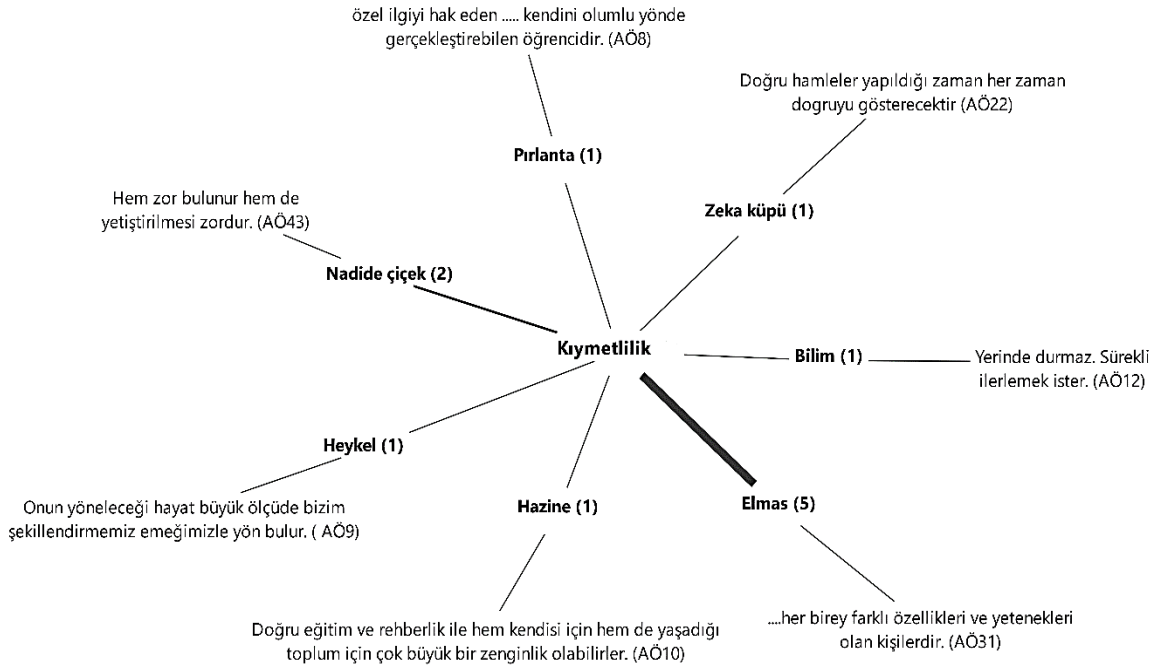 özel ilgiyi hak eden ..... kendini olumlu yönde
gerçekleştirebilen öğrencidir. (AÖ8)
Doğru hamleler yapıldığı zaman her zaman
dogruyu gösterecektir (AÖ22)
Pırlanta (1)
Zeka küpü (1)
Hem zor bulunur hem de
yetiştirilmesi zordur. (AÖ43)
Nadide çiçek (2)
Kıymetlilik
Bilim (1)
Yerinde durmaz. Sürekli
ilerlemek ister. (AÖ12)
Heykel (1)
Onun yöneleceği hayat büyük ölçüde bizim
şekillendirmemiz emeğimizle yön bulur. ( AÖ9)
Hazine (1)
Elmas (5)
Doğru eğitim ve rehberlik ile hem kendisi için hem de yaşadığı
toplum için çok büyük bir zenginlik olabilirler. (AÖ10)
....her birey farklı özellikleri ve yetenekleri
olan kişilerdir. (AÖ31)